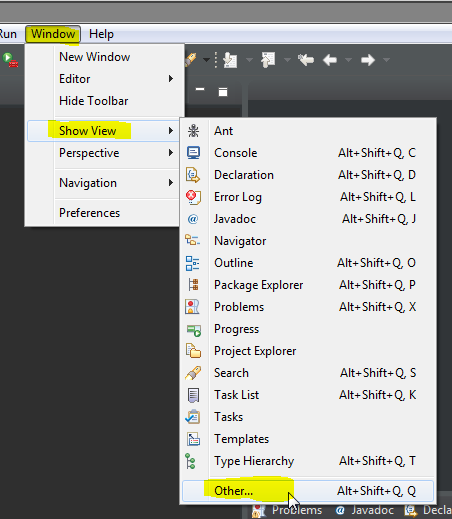 Run Window Help
New Window
Editor
Hide Toolbar
Show View
Perspective
Navigation
Preferences
Ant
Console Alt+Shift+Q, C
Declaration Alt+Shift+Q, D
Error Log Alt+Shift+Q, L
Javadoc Alt+Shift+Q, J
Navigator
Outline Alt+Shift+Q, O
Package Explorer Alt+Shift+Q, P
Problems Alt+Shift+Q, X
Progress
Project Explorer
Search Alt+Shift+Q, S
Task List Alt+Shift+Q, K
Tasks
Templates
Type Hierarchy Alt+Shift+Q, T
Other... Alt+Shift+Q, Q
Problems @ Javadoc Decla